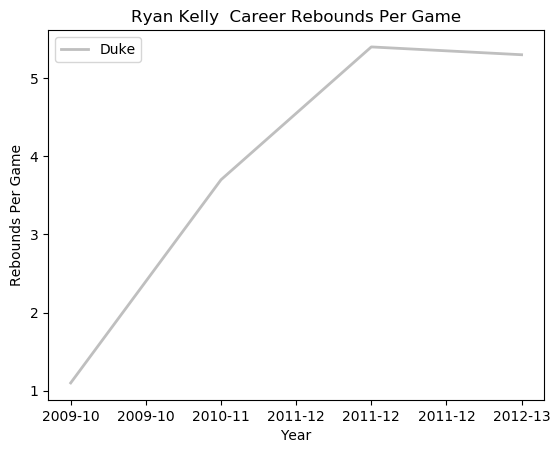 Ryan Kelly  Career Rebounds Per Game
Duke
Rebounds Per Game
5
4
3
2
1
2009-10 2009-10 2010-11 2011-12 2011-12 2011-12 2012-13
Year